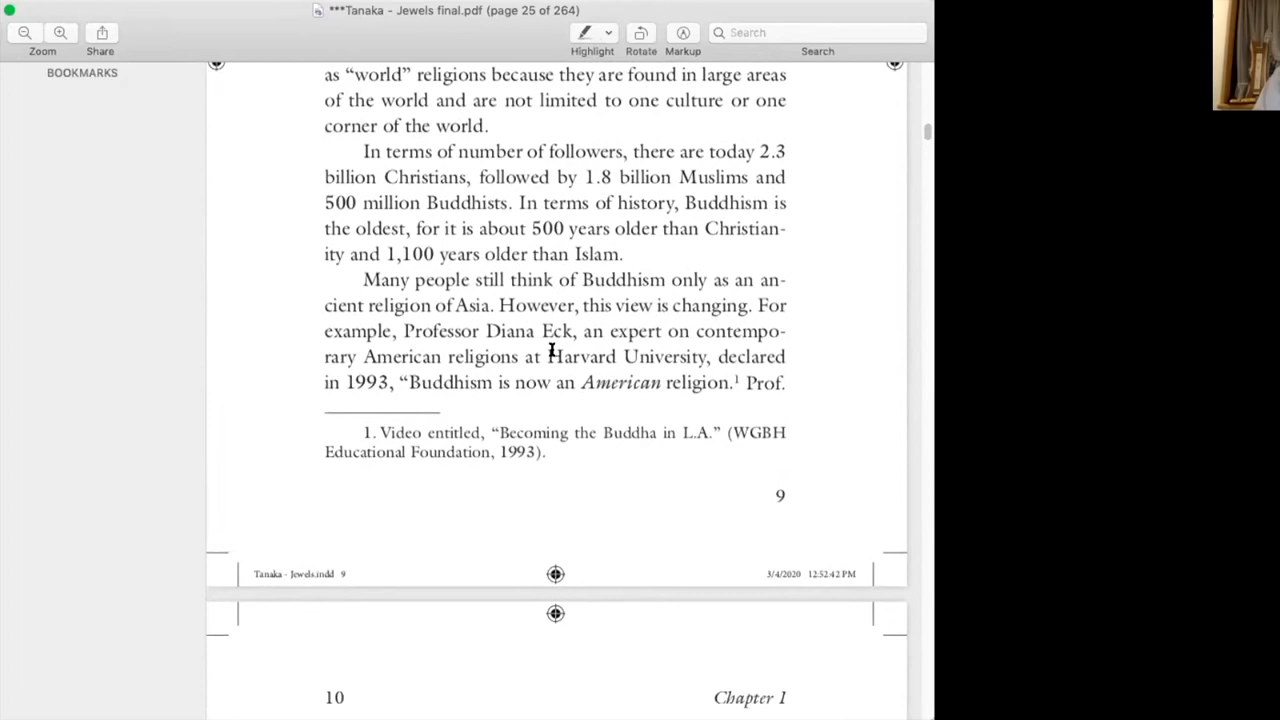 ***Tanaka - Jewels final.pdf (page 25 of 264)
Zoom
Share
Highlight
Rotate
Markup
Search
Search
BOOKMARKS
as “world” religions because they are found in large areas
of the world and are not limited to one culture or one
corner of the world.
In terms of number of followers, there are today 2.3
billion Christians, followed by 1.8 billion Muslims and
500 million Buddhists. In terms of history, Buddhism is
the oldest, for it is about 500 years older than Christian-
ity and 1,100 years older than Islam.
Many people still think of Buddhism only as an an-
cient religion of Asia. However, this view is changing. For
example, Professor Diana Eck, an expert on contempo-
rary American religions at Harvard University, declared
in 1993, “Buddhism is now an American religion.¹ Prof.
1. Video entitled, “Becoming the Buddha in L.A.” (WGBH
Educational Foundation, 1993).
9
Tanaka - Jewels.indd 9
3/4/2020 12:52:42 PM
10
Chapter 1